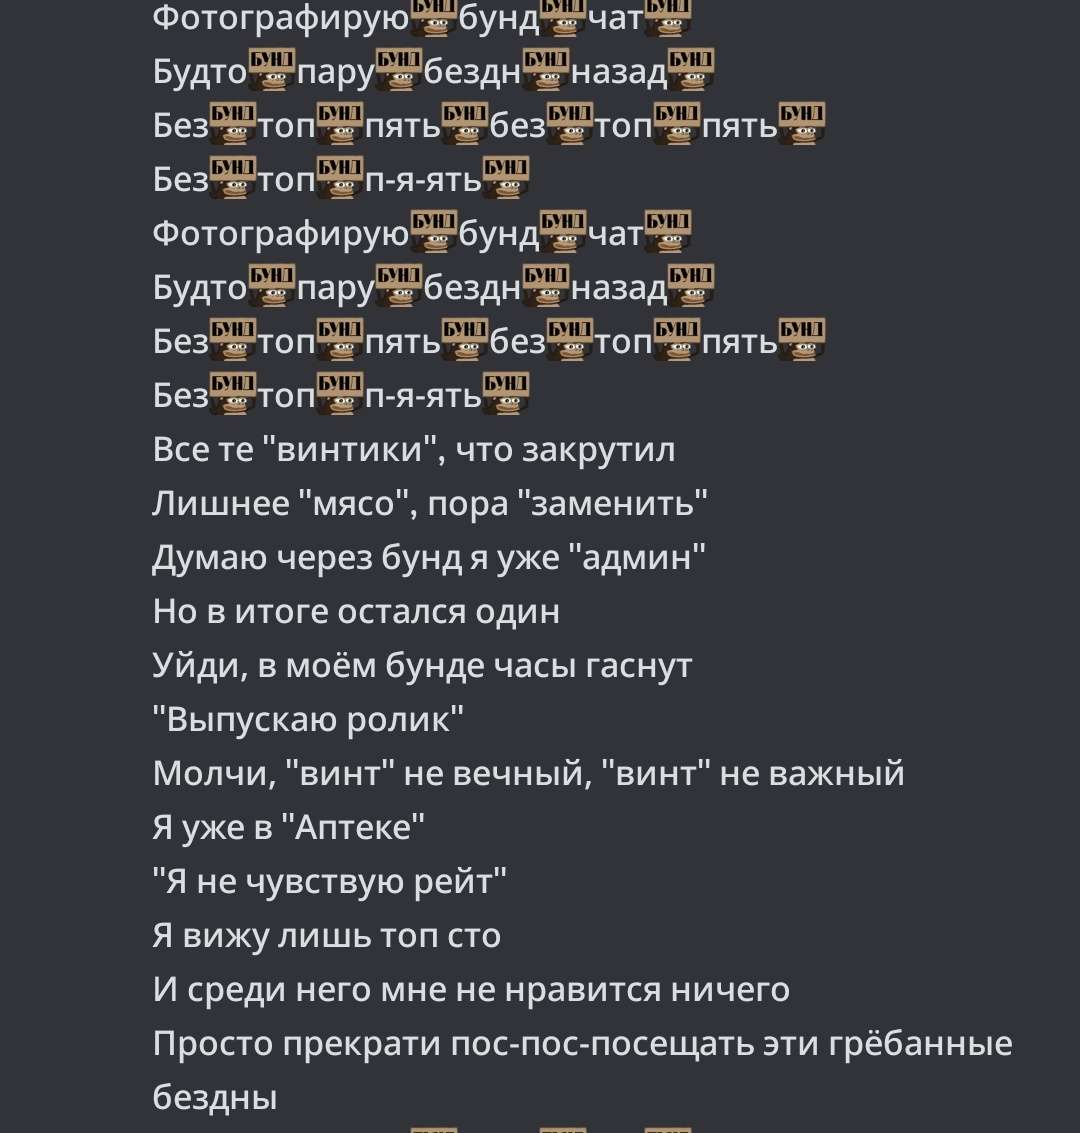 Фотографирую БУНД бунд БУНД чат БУНД
Будто БУНД пару БУНД бездн БУНД назад БУНД
Без БУНД топ БУНД пять БУНД без БУНД топ БУНД пять БУНД
Без БУНД топ БУНД п-я-ять БУНД
Фотографирую БУНД бунд БУНД чат БУНД
Будто БУНД пару БУНД бездн БУНД назад БУНД
Без БУНД топ БУНД пять БУНД без БУНД топ БУНД пять БУНД
Без БУНД топ БУНД п-я-ять БУНД
Все те "винтики", что закрутил
Лишнее "мясо", пора "заменить"
Думаю через бунд я уже "админ"
Но в итоге остался один
Уйди, в моём бунде часы гаснут
"Выпускаю ролик"
Молчи, "винт" не вечный, "винт" не важный
Я уже в "Аптеке"
"Я не чувствую рейт"
Я вижу лишь топ сто
И среди него мне не нравится ничего
Просто прекрати пос-пос-посещать эти грёбанные
бездны